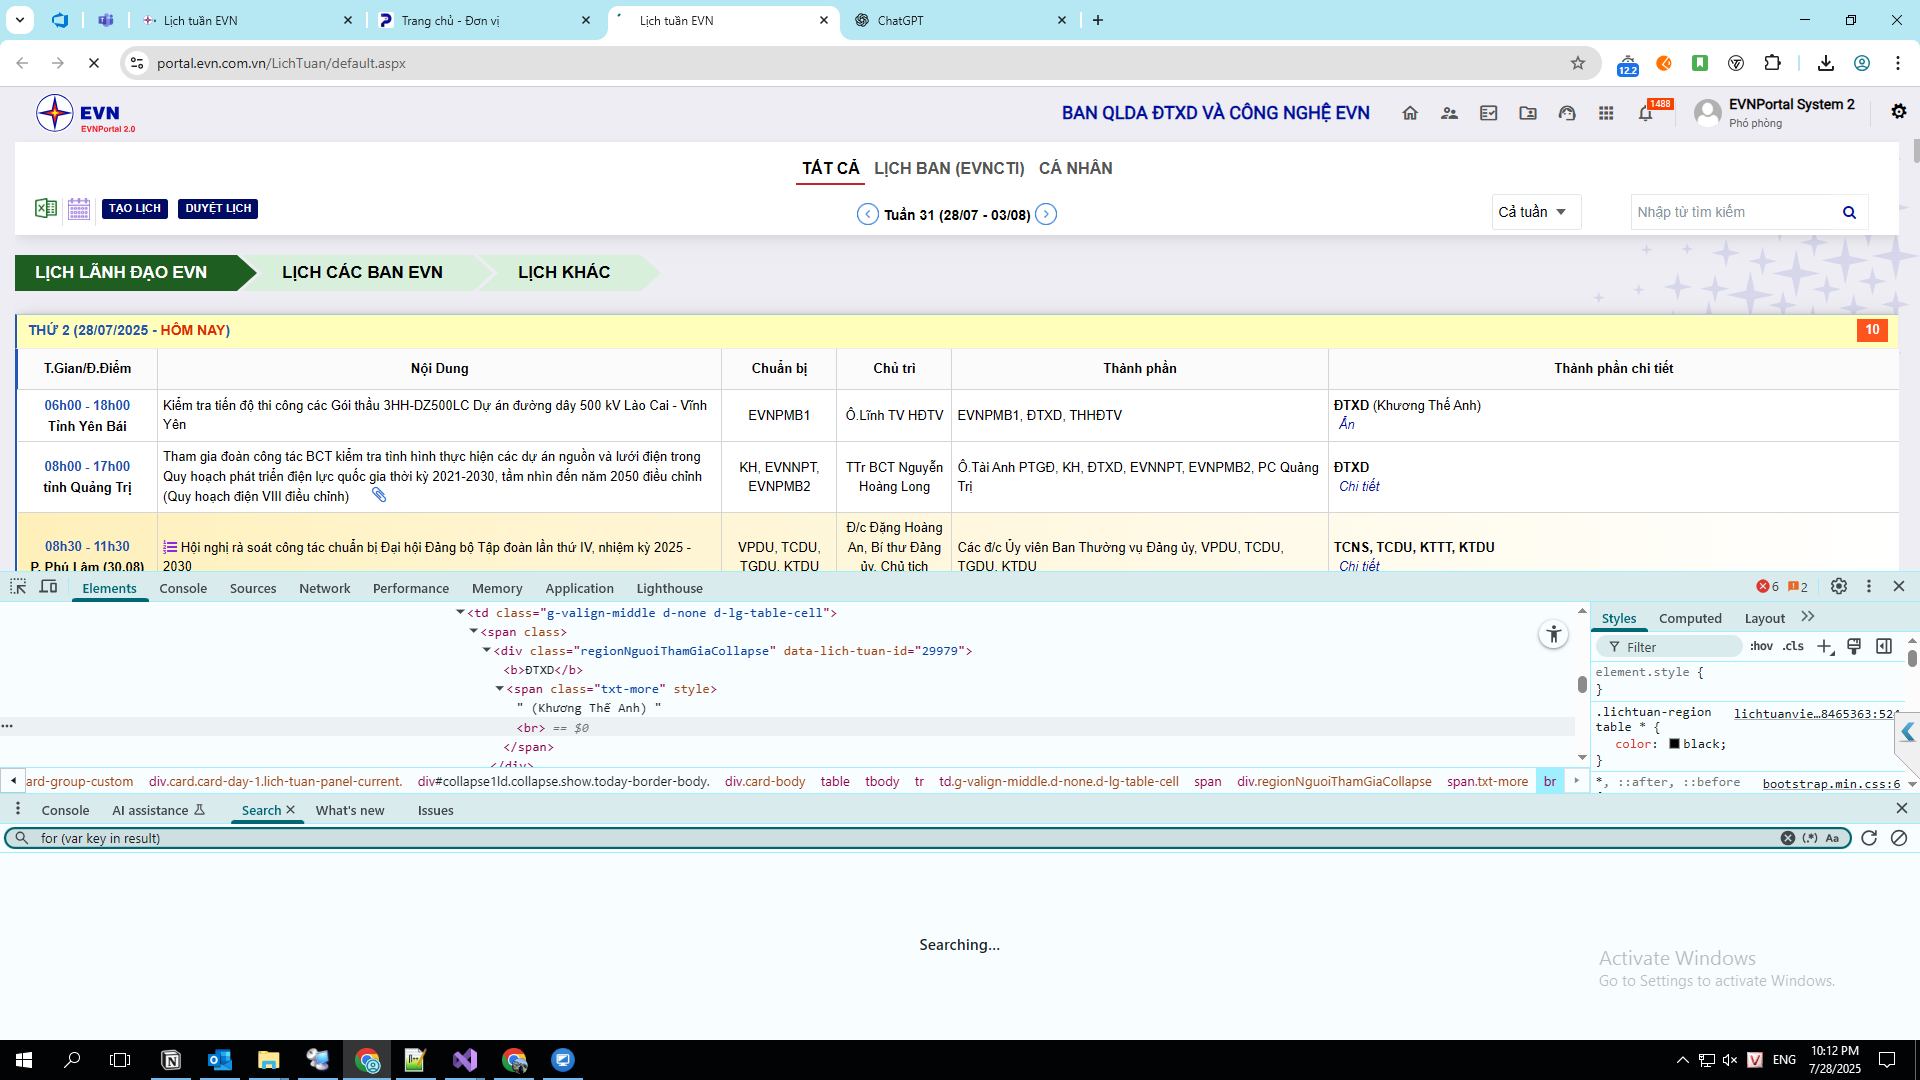 Lịch tuần EVN
Trang chủ - Đơn vị
Lịch tuần EVN
ChatGPT
portal.evn.com.vn/LichTuan/default.aspx
12.2
EVN
EVNPortal 2.0
BAN QLDA ĐTXD VÀ CÔNG NGHỆ EVN
1488
EVNPortal System 2
Phó phòng
TẤT CẢ LỊCH BAN (EVNCTI) CÁ NHÂN
TẠO LỊCH
DUYỆT LỊCH
Tuần 31 (28/07 - 03/08)
Cả tuần
Nhập từ tìm kiếm
LỊCH LÃNH ĐẠO EVN
LỊCH CÁC BAN EVN
LỊCH KHÁC
THỨ 2 (28/07/2025 - HÔM NAY)
10
T.Gian/Đ.Điểm
Nội Dung
Chuẩn bị
Chủ trì
Thành phần
Thành phần chi tiết
06h00 - 18h00
Tỉnh Yên Bái
Kiểm tra tiến độ thi công các Gói thầu 3HH-DZ500LC Dự án đường dây 500 kV Lào Cai - Vĩnh
Yên
EVNPMB1
Ô.Lĩnh TV HĐTV
EVNPMB1, ĐTXD, THHĐTV
ĐTXD (Khương Thế Anh)
Ẩn
08h00 - 17h00
tỉnh Quảng Trị
Tham gia đoàn công tác BCT kiểm tra tình hình thực hiện các dự án nguồn và lưới điện trong
Quy hoạch phát triển điện lực quốc gia thời kỳ 2021-2030, tầm nhìn đến năm 2050 điều chỉnh
(Quy hoạch điện VIII điều chỉnh)
KH, EVNNPT,
EVNPMB2
TTr BCT Nguyễn
Hoàng Long
Ô.Tài Anh PTGĐ, KH, ĐTXD, EVNNPT, EVNPMB2, PC Quảng
Trị
ĐTXD
Chi tiết
08h30 - 11h30
P. Phú Lâm (30.08)
Hội nghị rà soát công tác chuẩn bị Đại hội Đảng bộ Tập đoàn lần thứ IV, nhiệm kỳ 2025 -
2030
VPDU, TCDU,
TGDU, KTDU
Đ/c Đặng Hoàng
An, Bí thư Đảng
ủy, Chủ tịch
Các đ/c Ủy viên Ban Thường vụ Đảng ủy, VPDU, TCDU,
TGDU, KTDU
TCNS, TCDU, KTTT, KTDU
Chi tiết
Elements
Console
Sources
Network
Performance
Memory
Application
Lighthouse
6
2
<td class="g-valign-middle d-none d-lg-table-cell">
<span class>
<div class="regionNguoiThamGiaCollapse" data-lich-tuan-id="29979">
<b>ĐTXD</b>
<span class="txt-more" style>
" (Khương Thế Anh) "
<br> == $0
</span>
</div>
Styles
Computed
Layout
Filter
:hov .cls
element.style {
}
.lichtuan-region
table * {
lichtuanvie…8465363:524
color: black;
}
*, ::after, ::before
bootstrap.min.css:6
ard-group-custom
div.card.card-day-1.lich-tuan-panel-current.
div#collapse1ld.collapse.show.today-border-body.
div.card-body
table
tbody
tr
td.g-valign-middle.d-none.d-lg-table-cell
span
div.regionNguoiThamGiaCollapse
span.txt-more
br
Console
AI assistance
Search
What's new
Issues
for (var key in result)
(.*)
Aa
Searching...
Activate Windows
Go to Settings to activate Windows.
ENG
10:12 PM
7/28/2025